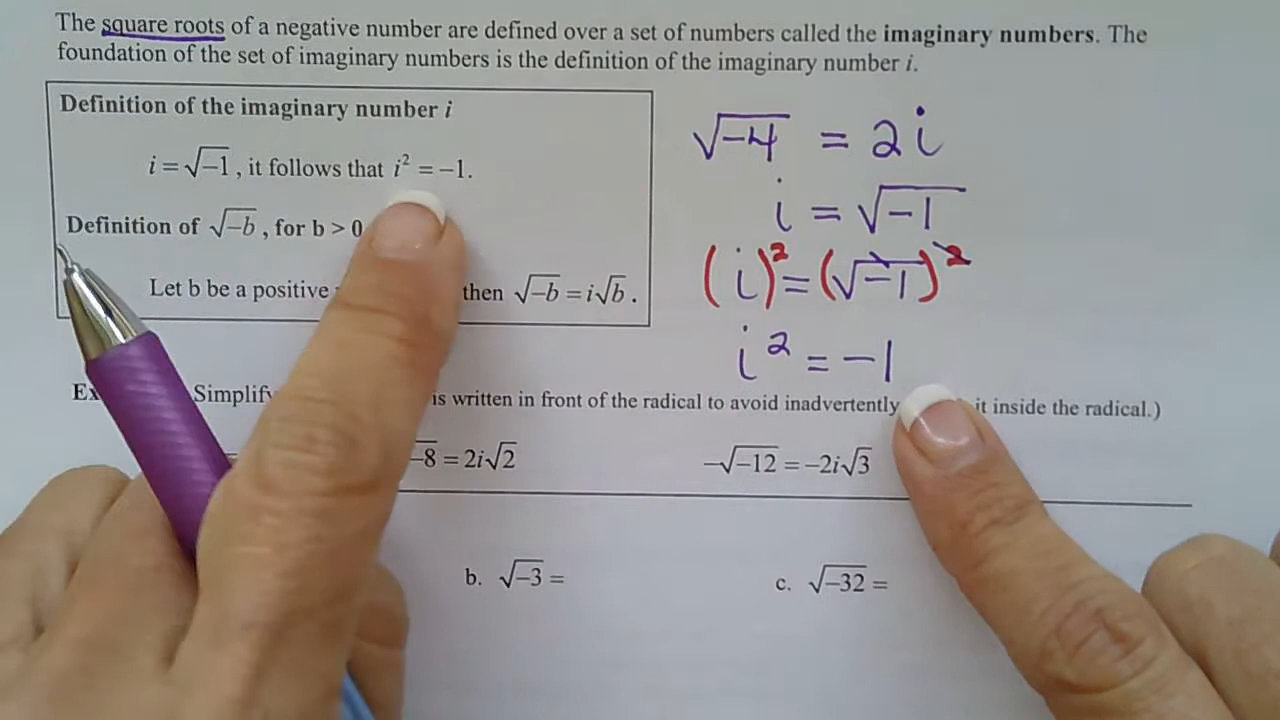 The square roots of a negative number are defined over a set of numbers called the imaginary numbers. The
foundation of the set of imaginary numbers is the definition of the imaginary number i.
Definition of the imaginary number i
i = √-1, it follows that i² = -1.
Definition of √-b, for b > 0
Let b be a positive then √-b = i√b.
√-4 = 2i
i = √-1
(i)² = (√-1)²
i² = -1
Simplify is written in front of the radical to avoid inadvertently it inside the radical.)
-8 = 2i√2
-√-12 = -2i√3
b. √-3 =
c. √-32 =